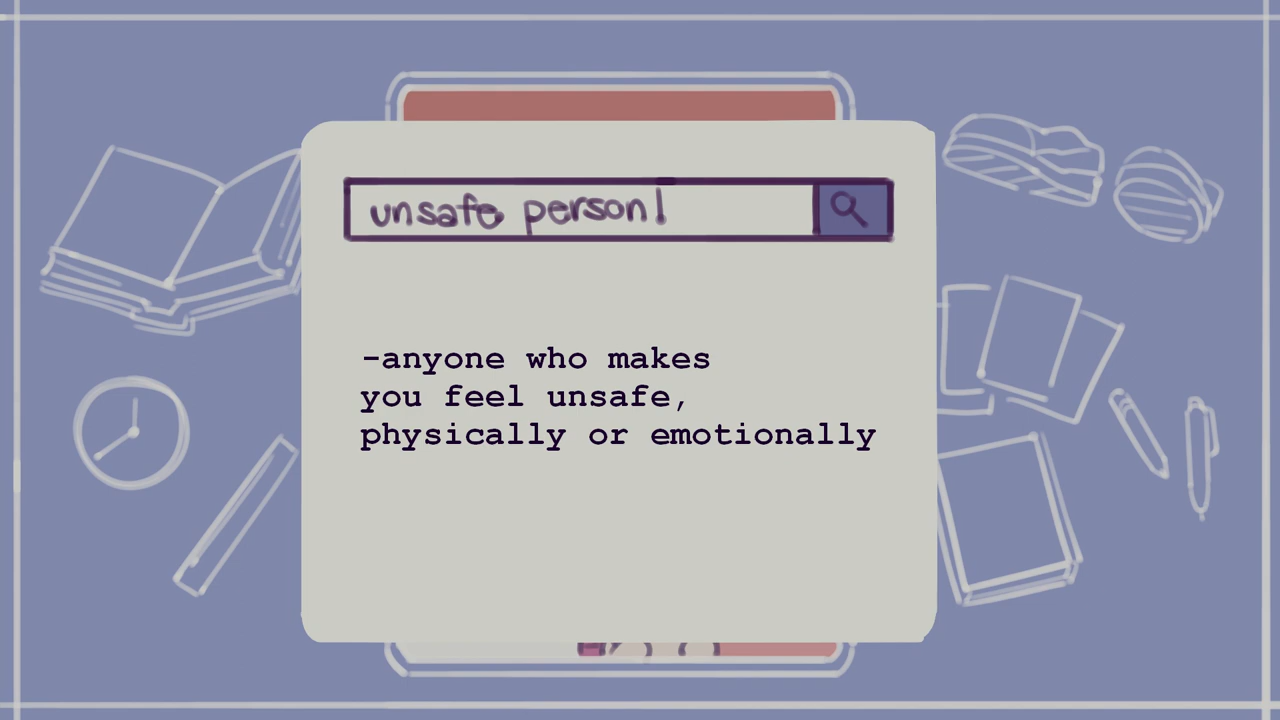 unsafe person!
-anyone who makes
you feel unsafe,
physically or emotionally